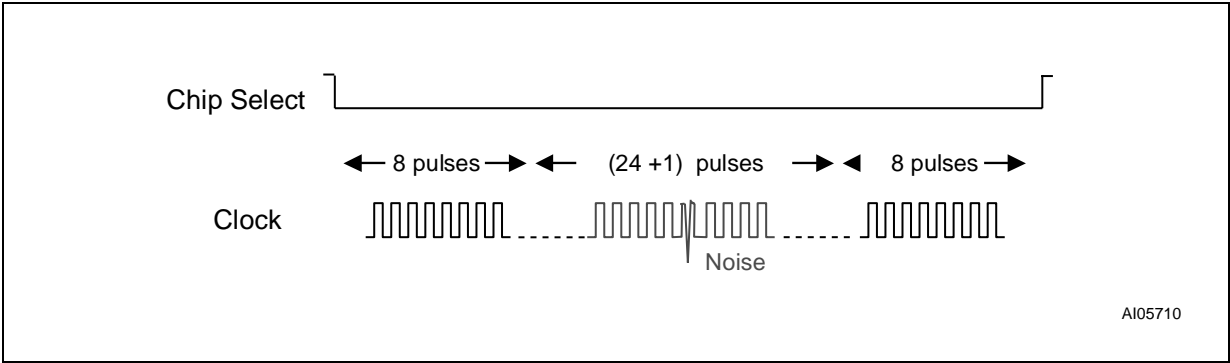 Chip Select
8 pulses (24 +1) pulses 8 pulses
Clock
Noise
AI05710